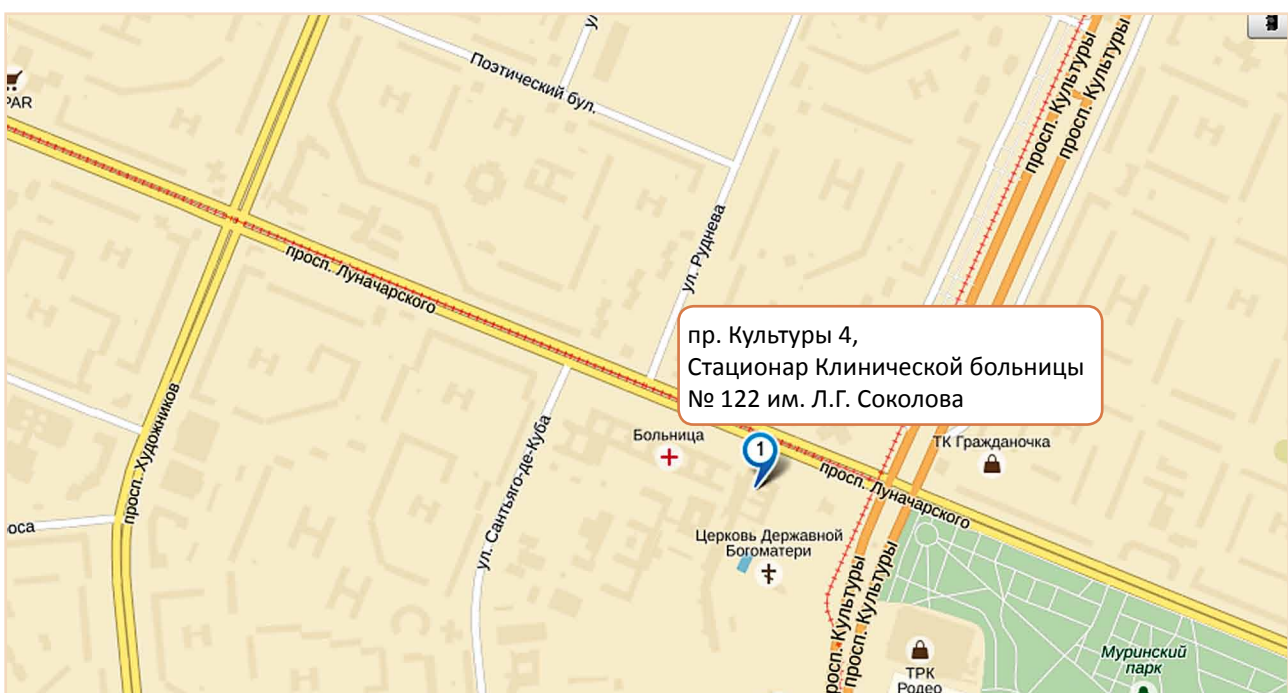 ул.
PAR
Поэтический бул.
просп. Культуры
просп. Культуры
ул. Руднева
просп. Луначарского
пр. Культуры 4,
Стационар Клинической больницы
№ 122 им. Л.Г. Соколова
просп. Художников
Больница
1
ТК Гражданочка
ул. Сантьяго-де-Куба
просп. Луначарского
оса
Церковь Державной
Богоматери
просп. Культуры
просп. Культуры
Муринский
парк
ТРК
Родео